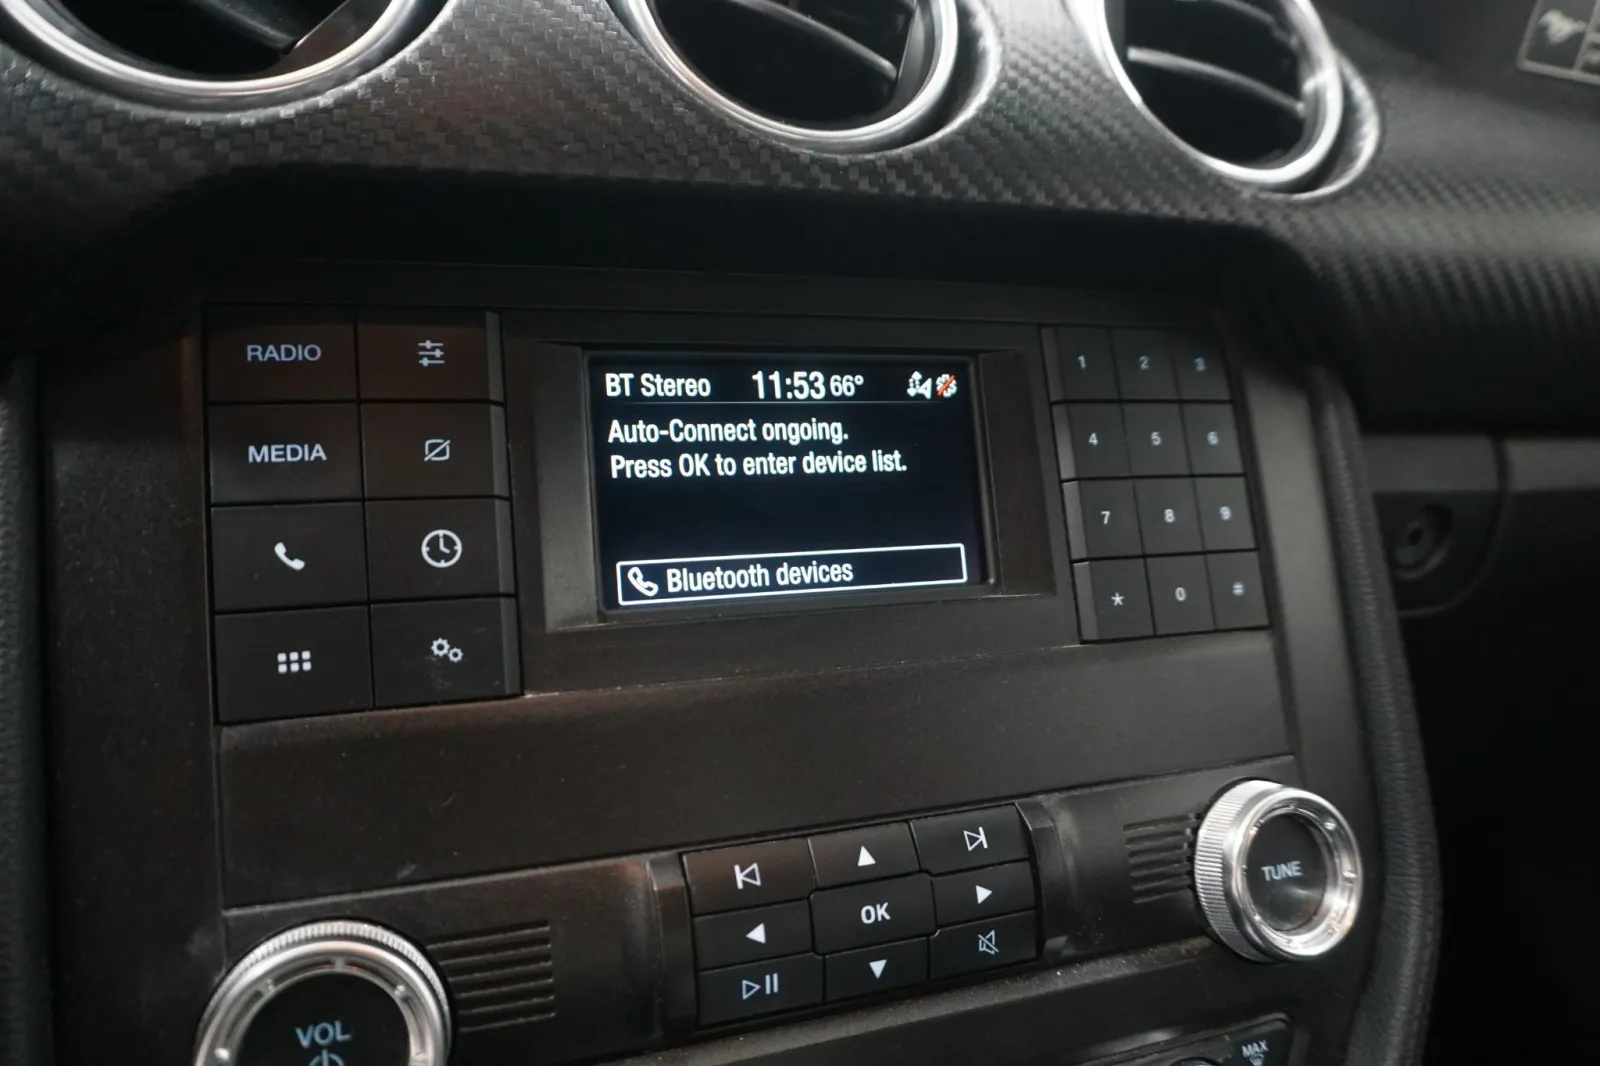 BT Stereo 11:53 66°
Auto-Connect ongoing.
Press OK to enter device list.
Bluetooth devices
RADIO
MEDIA
1 2 3
4 5 6
7 8 9
* 0 #
OK
VOL
TUNE
MAX